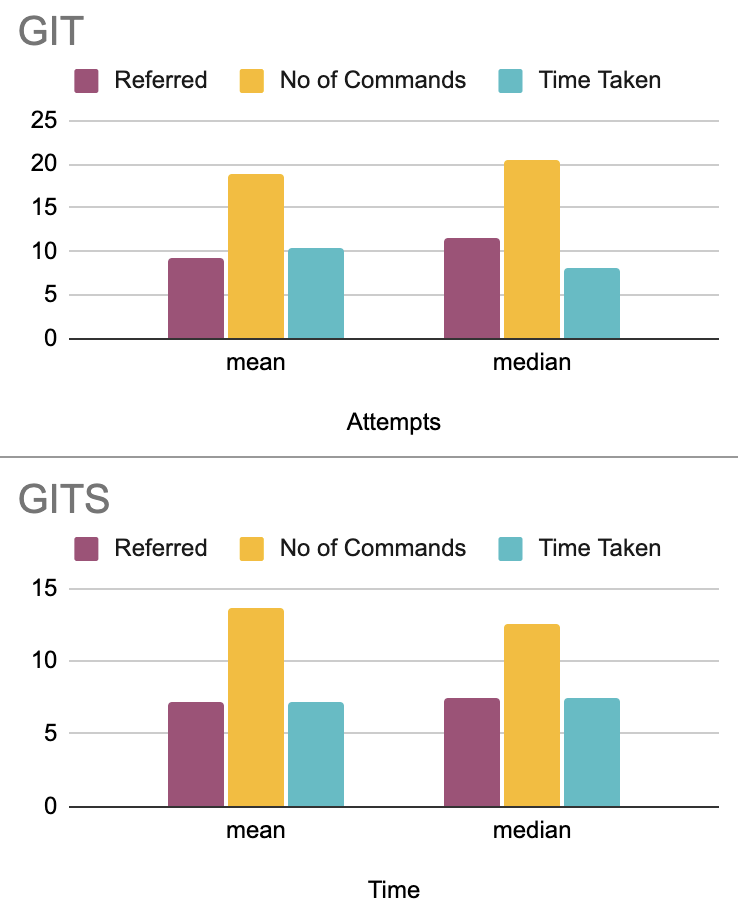 GIT
Referred No of Commands Time Taken
25
20
15
10
5
0
mean median
Attempts
GITS
Referred No of Commands Time Taken
15
10
5
0
mean median
Time